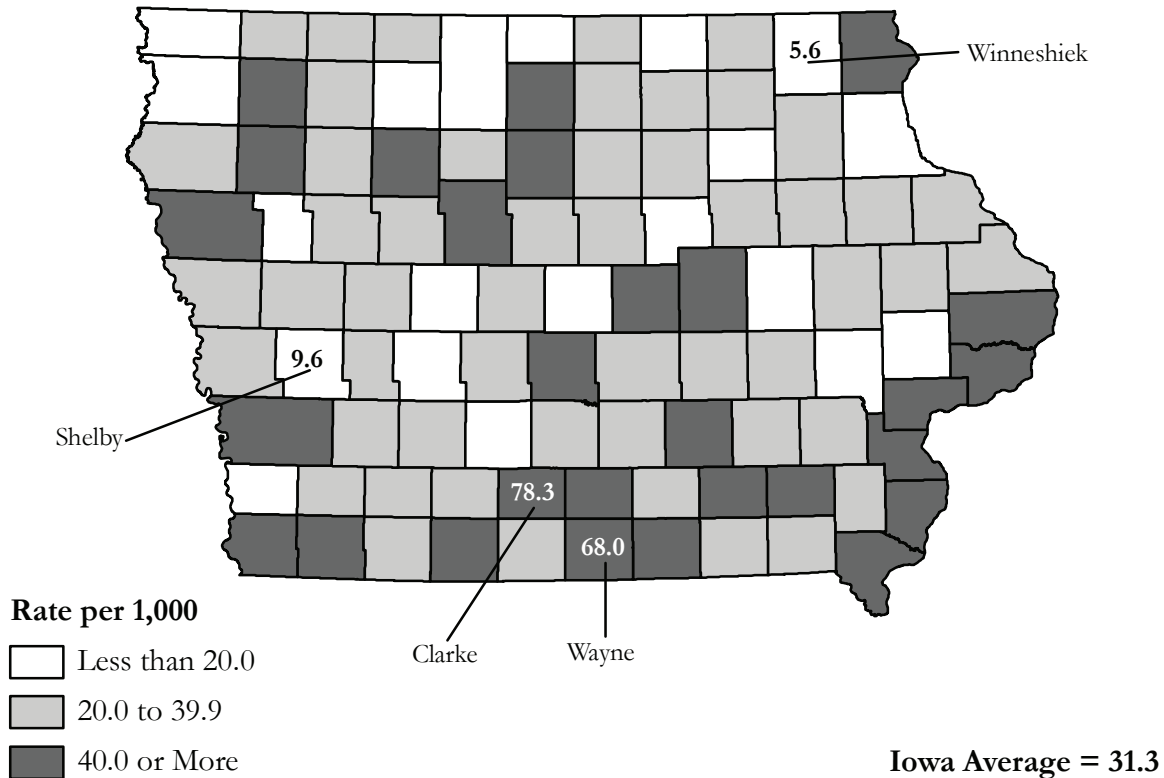 5.6
Winneshiek
9.6
Shelby
78.3
68.0
Clarke
Wayne
Rate per 1,000
Less than 20.0
20.0 to 39.9
40.0 or More
Iowa Average = 31.3